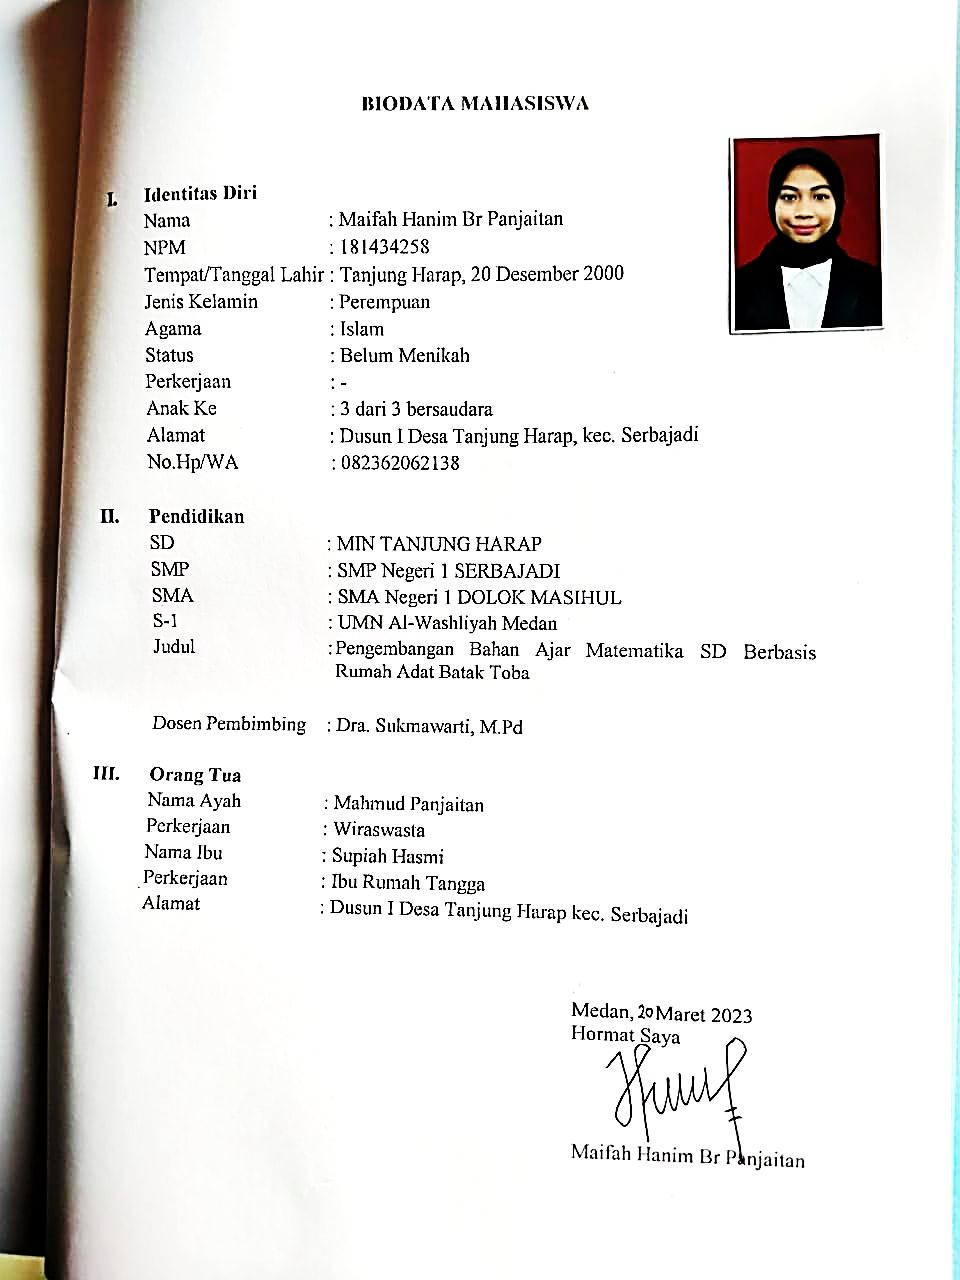 BIODATA MAHASISWA
I. Identitas Diri
Nama : Maifah Hanim Br Panjaitan
NPM : 181434258
Tempat/Tanggal Lahir : Tanjung Harap, 20 Desember 2000
Jenis Kelamin : Perempuan
Agama : Islam
Status : Belum Menikah
Perkerjaan : -
Anak Ke : 3 dari 3 bersaudara
Alamat : Dusun I Desa Tanjung Harap, kec. Serbajadi
No.Hp/WA : 082362062138
II. Pendidikan
SD : MIN TANJUNG HARAP
SMP : SMP Negeri 1 SERBAJADI
SMA : SMA Negeri 1 DOLOK MASIHUL
S-1 : UMN Al-Washliyah Medan
Judul : Pengembangan Bahan Ajar Matematika SD Berbasis
Rumah Adat Batak Toba
Dosen Pembimbing : Dra. Sukmawarti, M.Pd
III. Orang Tua
Nama Ayah : Mahmud Panjaitan
Perkerjaan : Wiraswasta
Nama Ibu : Supiah Hasmi
Perkerjaan : Ibu Rumah Tangga
Alamat : Dusun I Desa Tanjung Harap kec. Serbajadi
Medan, 20 Maret 2023
Hormat Saya
Maifah Hanim Br Panjaitan